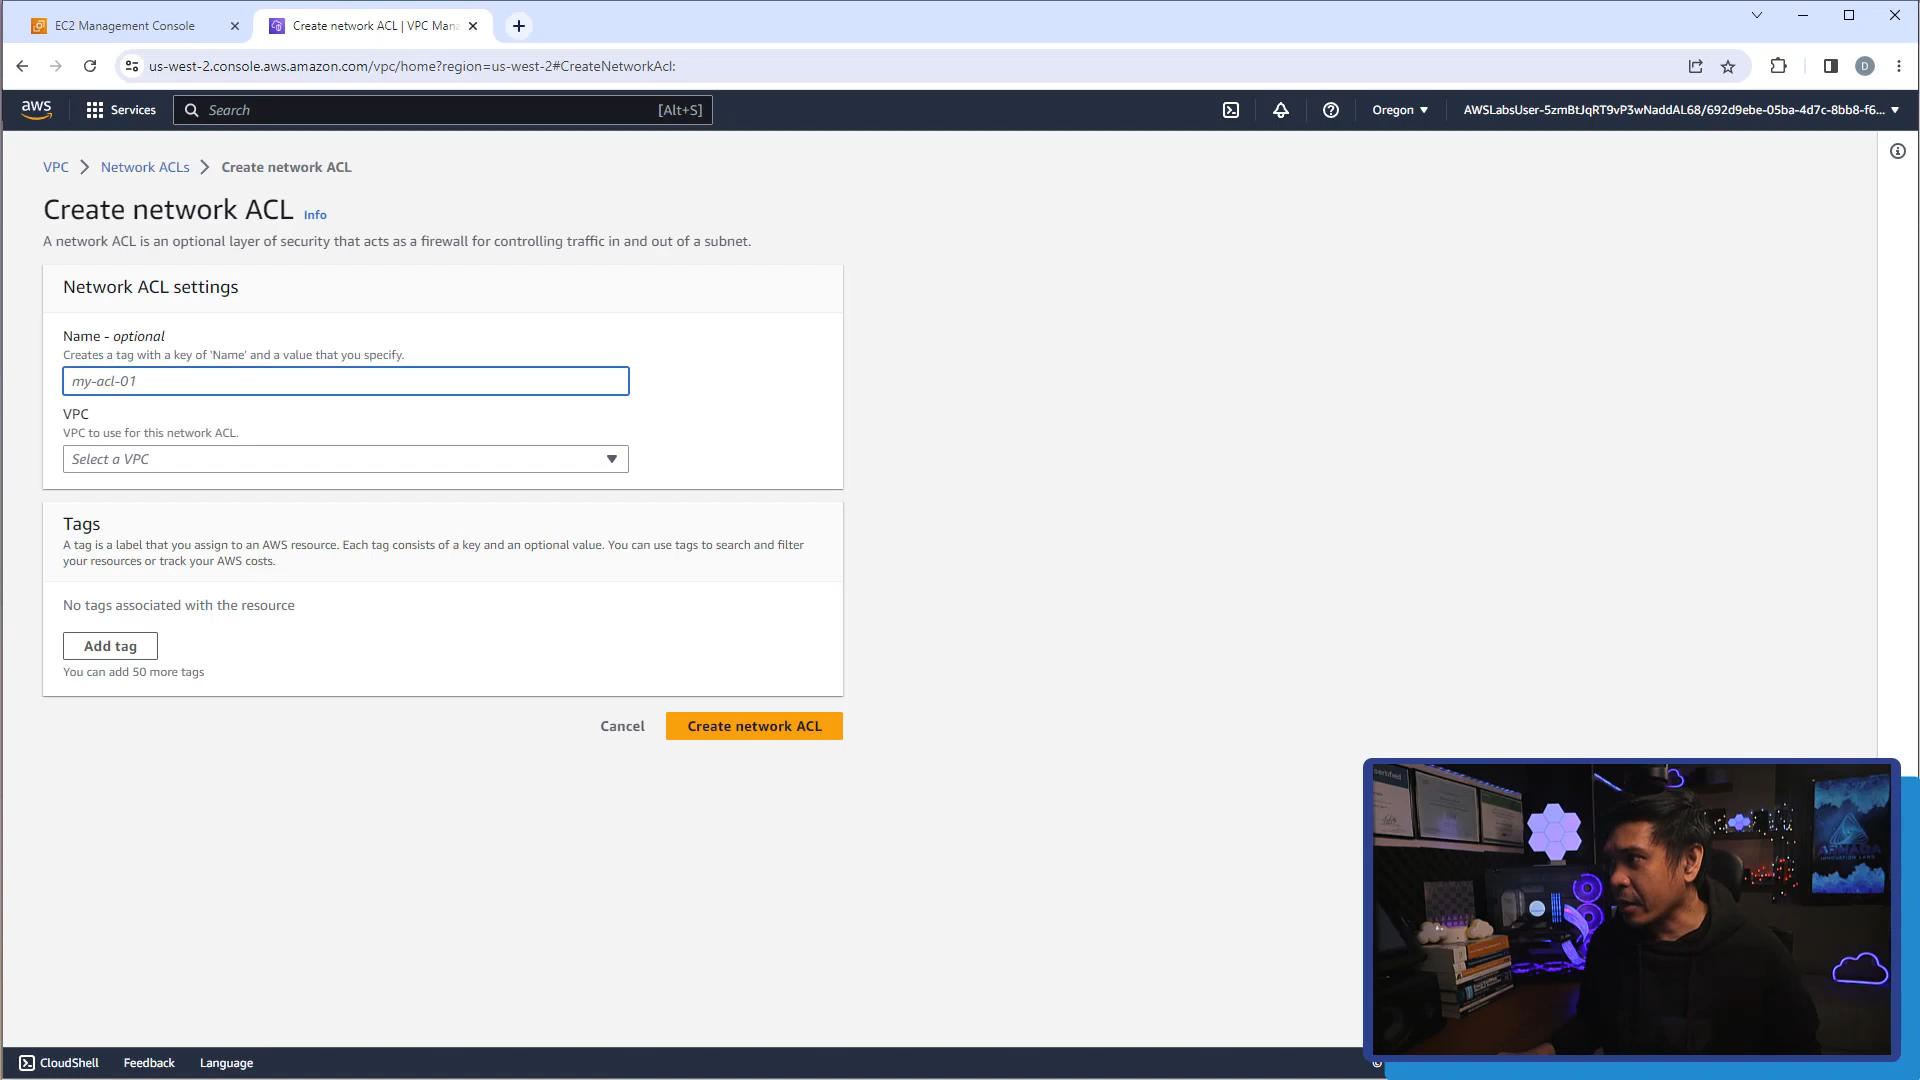 EC2 Management Console
Create network ACL | VPC Mana
us-west-2.console.aws.amazon.com/vpc/home?region=us-west-2#CreateNetworkAcl:
D
aws
Services
Search
[Alt+S]
Oregon
AWSLabsUser-5zmBtJqRT9vP3wNaddAL68/692d9ebe-05ba-4d7c-8bb8-f6...
VPC
Network ACLs
Create network ACL
Create network ACL
Info
A network ACL is an optional layer of security that acts as a firewall for controlling traffic in and out of a subnet.
Network ACL settings
Name - optional
Creates a tag with a key of 'Name' and a value that you specify.
my-acl-01
VPC
VPC to use for this network ACL.
Select a VPC
Tags
A tag is a label that you assign to an AWS resource. Each tag consists of a key and an optional value. You can use tags to search and filter
your resources or track your AWS costs.
No tags associated with the resource
Add tag
You can add 50 more tags
Cancel
Create network ACL
ARMADA
INNOVATION LABS
CloudShell
Feedback
Language
©